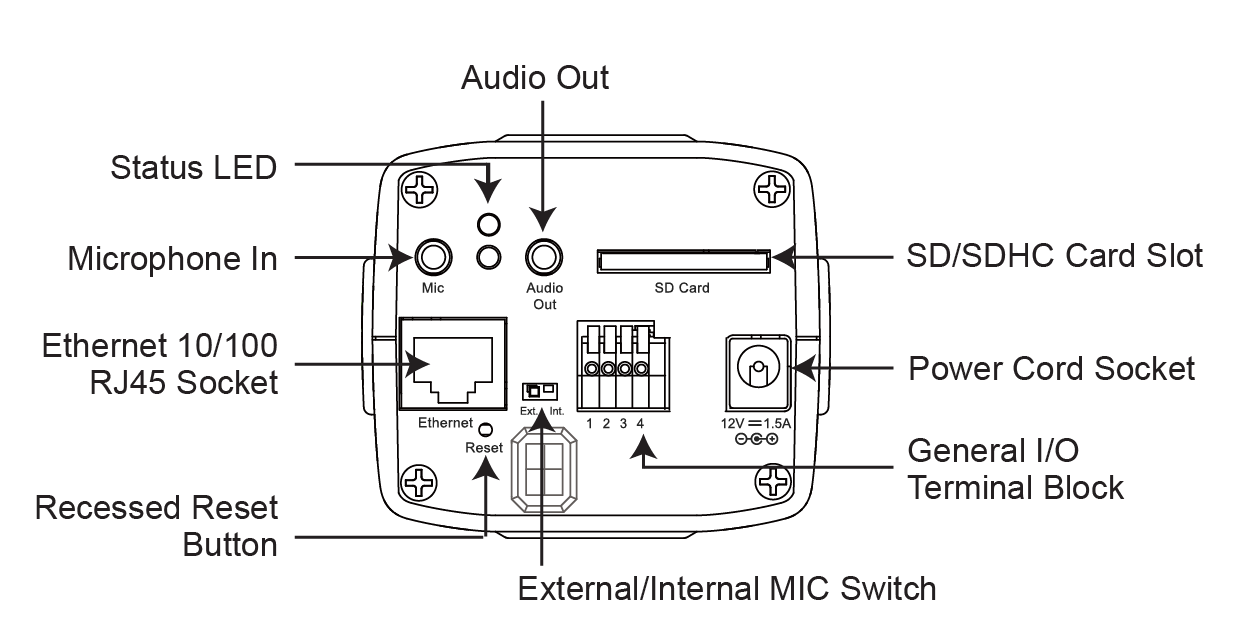 Audio Out
Status LED
Microphone In
SD/SDHC Card Slot
Mic
Audio
Out
SD Card
Ethernet 10/100
RJ45 Socket
Power Cord Socket
Ext. Int.
Ethernet
1 2 3 4
12V 1.5A
Reset
General I/O
Terminal Block
Recessed Reset
Button
External/Internal MIC Switch